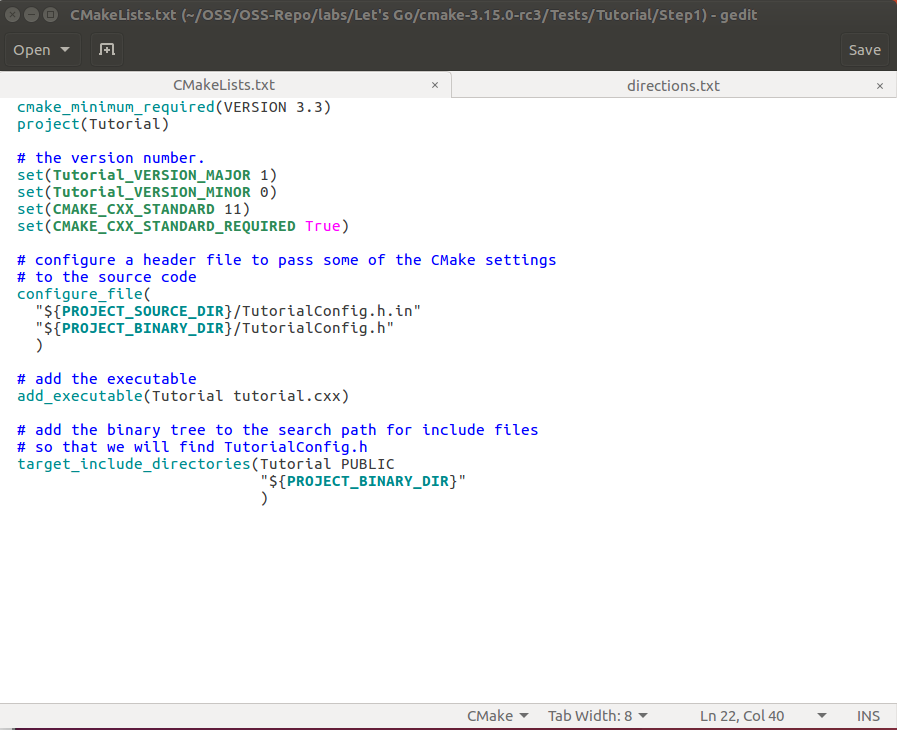 CMakeLists.txt (~/OSS/OSS-Repo/labs/Let's Go/cmake-3.15.0-rc3/Tests/Tutorial/Step1) - gedit
Open Save
CMakeLists.txt × directions.txt ×
cmake_minimum_required(VERSION 3.3)
project(Tutorial)

# the version number.
set(Tutorial_VERSION_MAJOR 1)
set(Tutorial_VERSION_MINOR 0)
set(CMAKE_CXX_STANDARD 11)
set(CMAKE_CXX_STANDARD_REQUIRED True)

# configure a header file to pass some of the CMake settings
# to the source code
configure_file(
  "${PROJECT_SOURCE_DIR}/TutorialConfig.h.in"
  "${PROJECT_BINARY_DIR}/TutorialConfig.h"
  )

# add the executable
add_executable(Tutorial tutorial.cxx)

# add the binary tree to the search path for include files
# so that we will find TutorialConfig.h
target_include_directories(Tutorial PUBLIC
                           "${PROJECT_BINARY_DIR}"
                           )
CMake Tab Width: 8 Ln 22, Col 40 INS